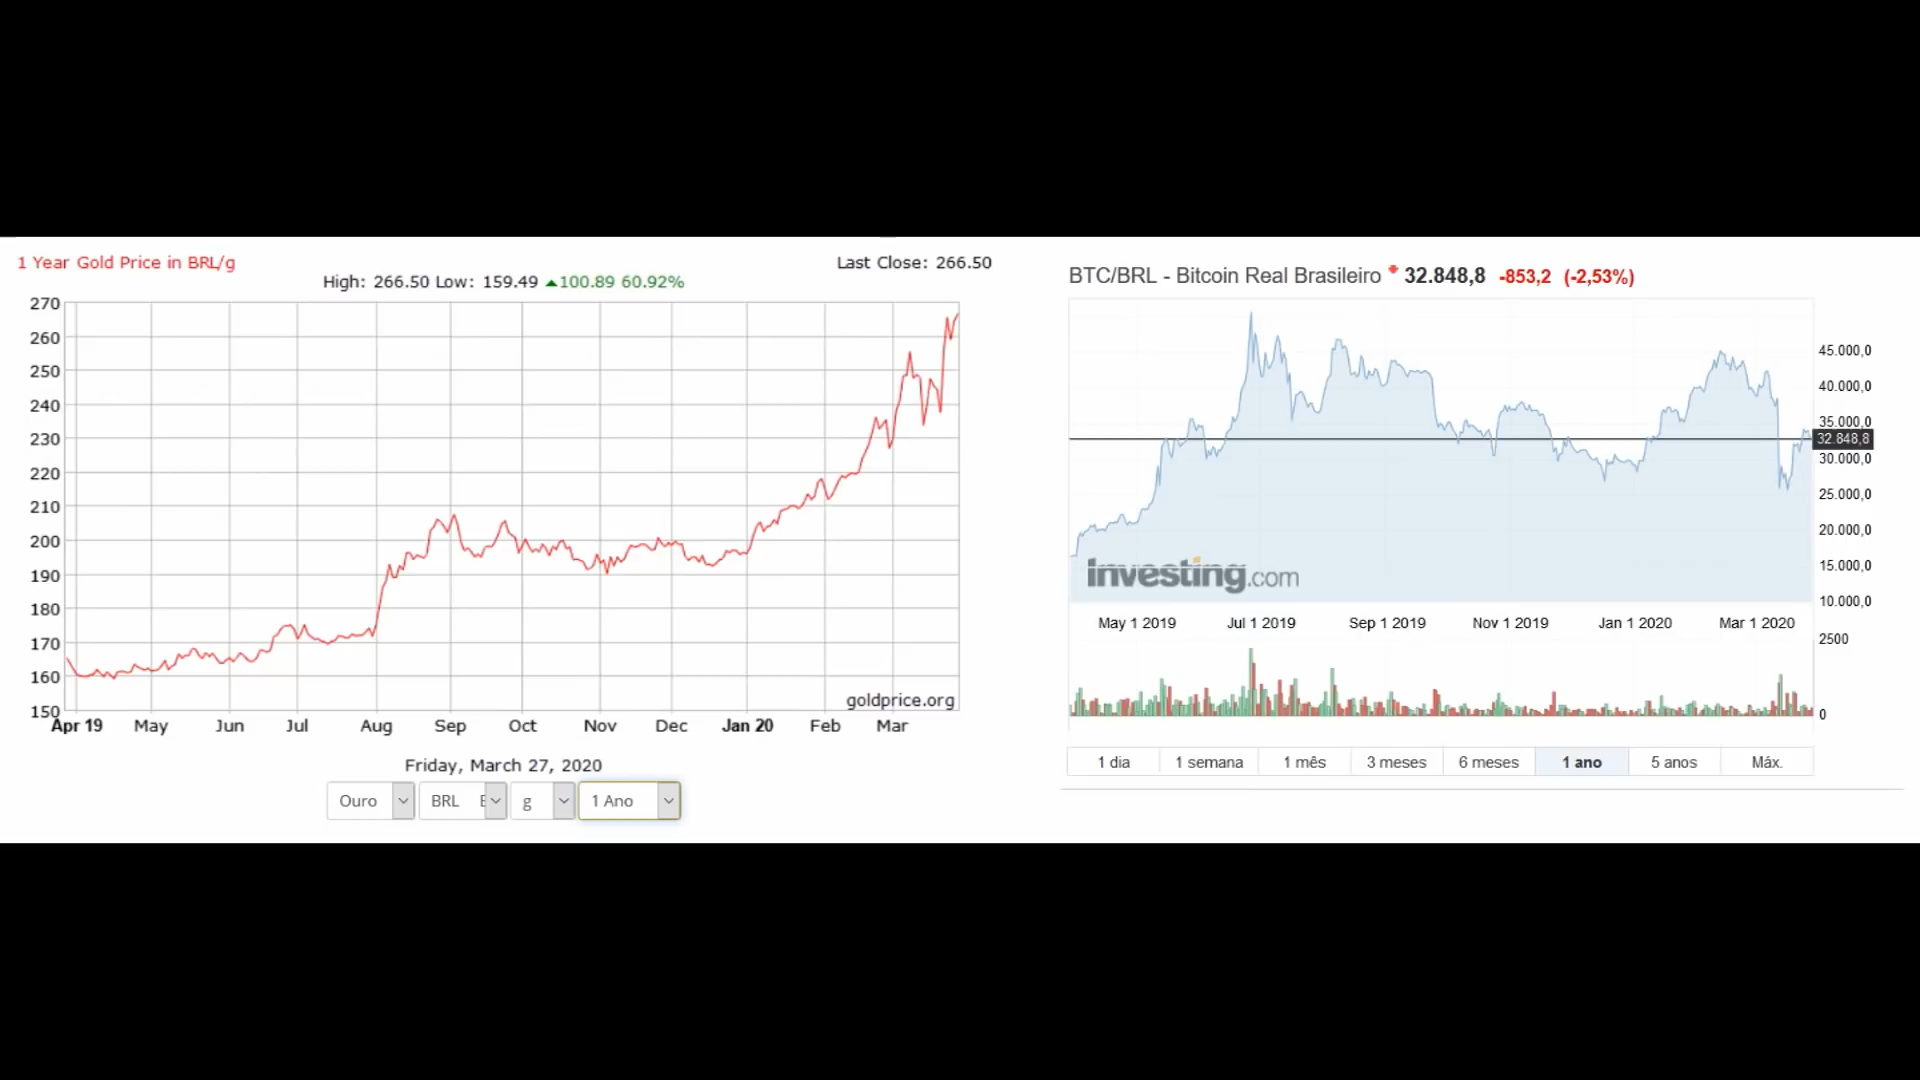 1 Year Gold Price in BRL/g
Last Close: 266.50
High: 266.50 Low: 159.49 ▲100.89 60.92%
270
260
250
240
230
220
210
200
190
180
170
160
150
goldprice.org
Apr 19 May Jun Jul Aug Sep Oct Nov Dec Jan 20 Feb Mar
Friday, March 27, 2020
Ouro BRL g 1 Ano
BTC/BRL - Bitcoin Real Brasileiro 32.848,8 -853,2 (-2,53%)
45.000,0
40.000,0
35.000,0
32.848,8
30.000,0
25.000,0
20.000,0
15.000,0
10.000,0
Investing.com
May 1 2019 Jul 1 2019 Sep 1 2019 Nov 1 2019 Jan 1 2020 Mar 1 2020
2500
0
1 dia 1 semana 1 mês 3 meses 6 meses 1 ano 5 anos Máx.